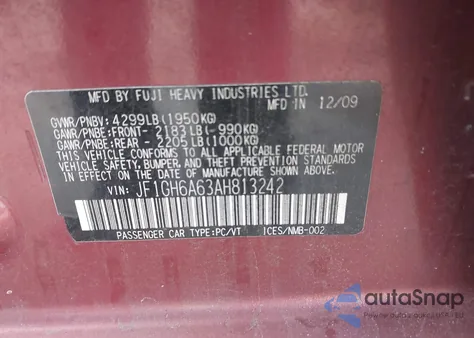 MFD BY FUJI HEAVY INDUSTRIES LTD.
MFD. IN 12/09
GVWR/PNBV: 4299LB(1950KG)
GAWR/PNBE: FRONT- 2183LB(- 990KG)
GAWR/PNBE: REAR - 2205LB(1000KG)
THIS VEHICLE CONFORMS TO ALL APPLICABLE FEDERAL MOTOR
VEHICLE SAFETY, BUMPER, AND THEFT PREVENTION STANDARDS
IN EFFECT ON THE DATE OF MANUFACTURE SHOWN ABOVE.
VIN: JF1GH6A63AH813242
PASSENGER CAR TYPE:PC/VT ICES/NMB-002
autoSnap